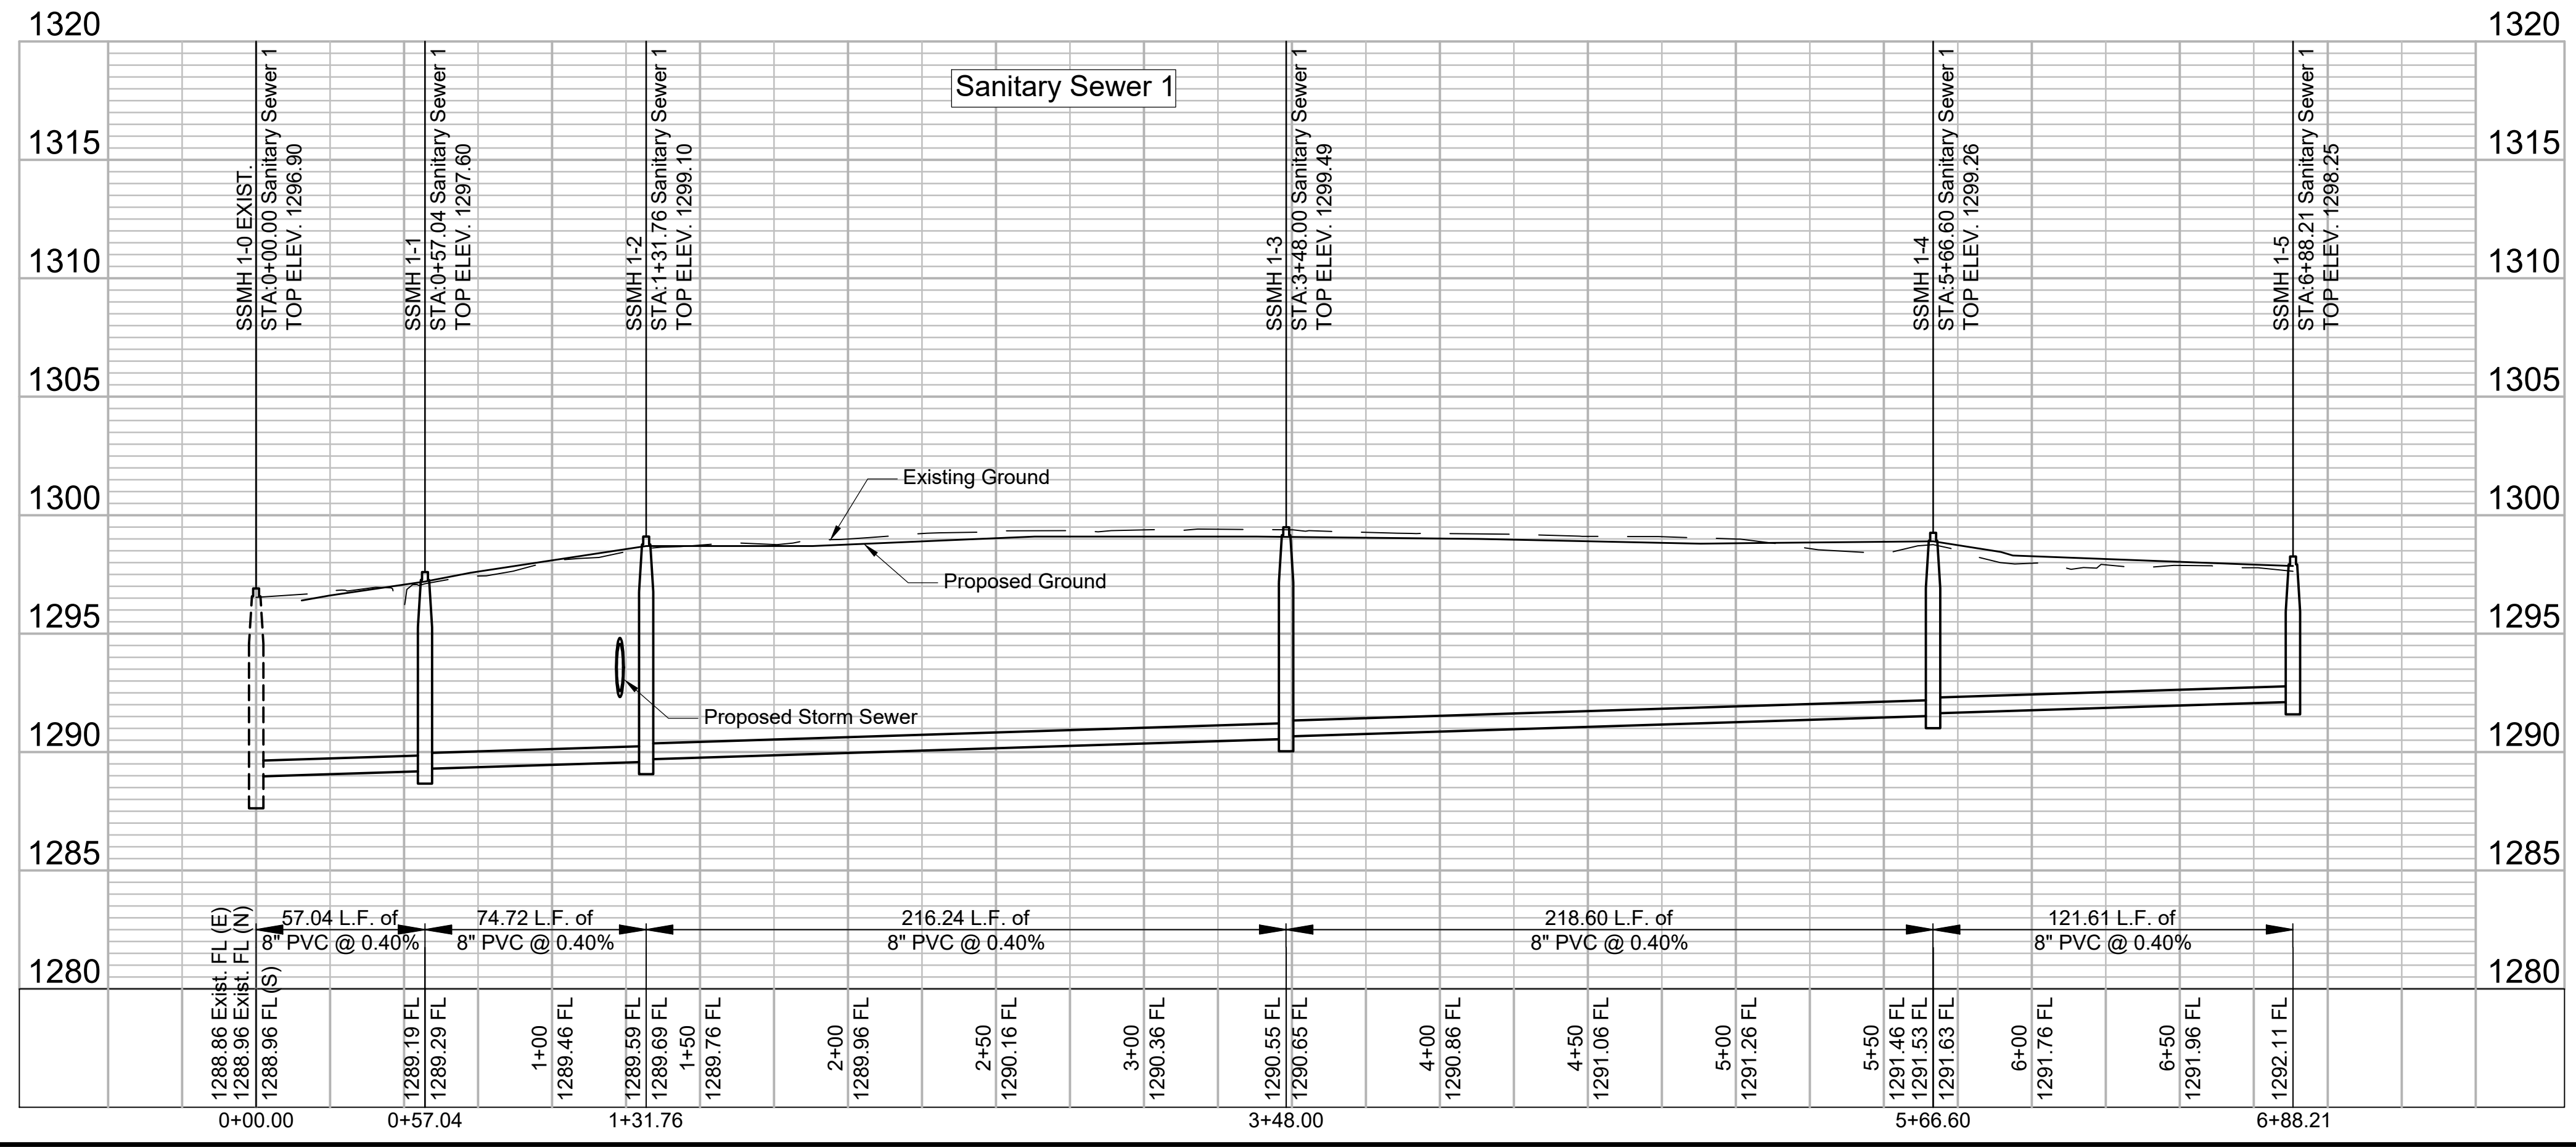 1320
1320
1315
1315
1310
1310
1305
1305
1300
1300
1295
1295
1290
1290
1285
1285
1280
1280
Sanitary Sewer 1
SSMH 1-0 EXIST.
STA:0+00.00 Sanitary Sewer 1
TOP ELEV. 1296.90
SSMH 1-1
STA:0+57.04 Sanitary Sewer 1
TOP ELEV. 1297.60
SSMH 1-2
STA:1+31.76 Sanitary Sewer 1
TOP ELEV. 1299.10
SSMH 1-3
STA:3+48.00 Sanitary Sewer 1
TOP ELEV. 1299.49
SSMH 1-4
STA:5+66.60 Sanitary Sewer 1
TOP ELEV. 1299.26
SSMH 1-5
STA:6+88.21 Sanitary Sewer 1
TOP ELEV. 1298.25
Existing Ground
Proposed Ground
Proposed Storm Sewer
57.04 L.F. of
8" PVC @ 0.40%
74.72 L.F. of
8" PVC @ 0.40%
216.24 L.F. of
8" PVC @ 0.40%
218.60 L.F. of
8" PVC @ 0.40%
121.61 L.F. of
8" PVC @ 0.40%
1288.86 Exist. FL (E)
1288.96 Exist. FL (N)
1288.96 FL (S)
1289.19 FL
1289.29 FL
1+00
1289.46 FL
1289.59 FL
1289.69 FL
1+50
1289.76 FL
2+00
1289.96 FL
2+50
1290.16 FL
3+00
1290.36 FL
1290.55 FL
1290.65 FL
4+00
1290.86 FL
4+50
1291.06 FL
5+00
1291.26 FL
5+50
1291.46 FL
1291.53 FL
1291.63 FL
6+00
1291.76 FL
6+50
1291.96 FL
1292.11 FL
0+00.00
0+57.04
1+31.76
3+48.00
5+66.60
6+88.21